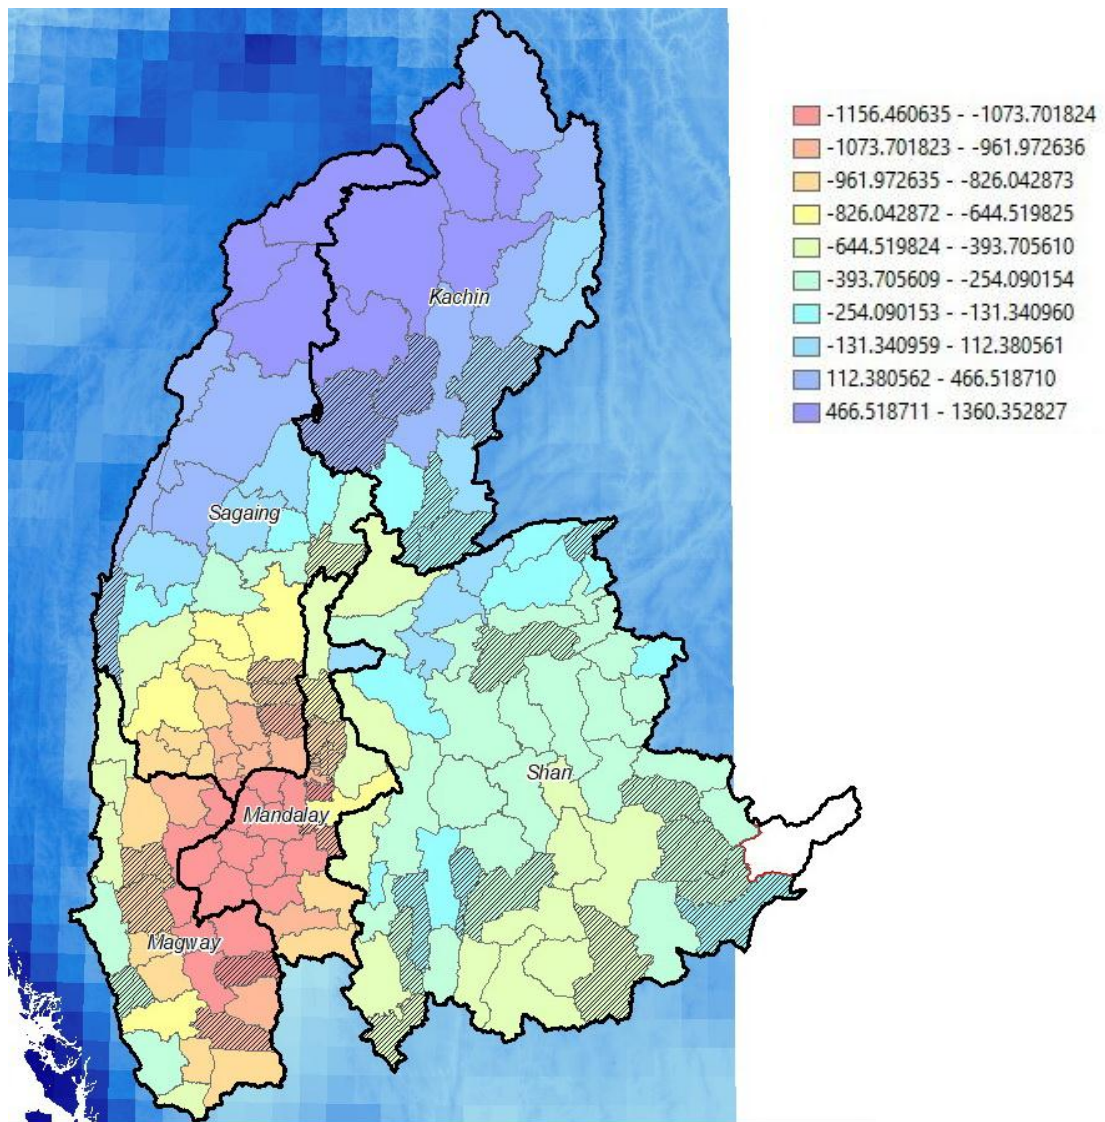 -1156.460635 - -1073.701824
-1073.701823 - -961.972636
-961.972635 - -826.042873
-826.042872 - -644.519825
-644.519824 - -393.705610
-393.705609 - -254.090154
-254.090153 - -131.340960
-131.340959 - 112.380561
112.380562 - 466.518710
466.518711 - 1360.352827
Kachin
Sagaing
Shan
Mandalay
Magway